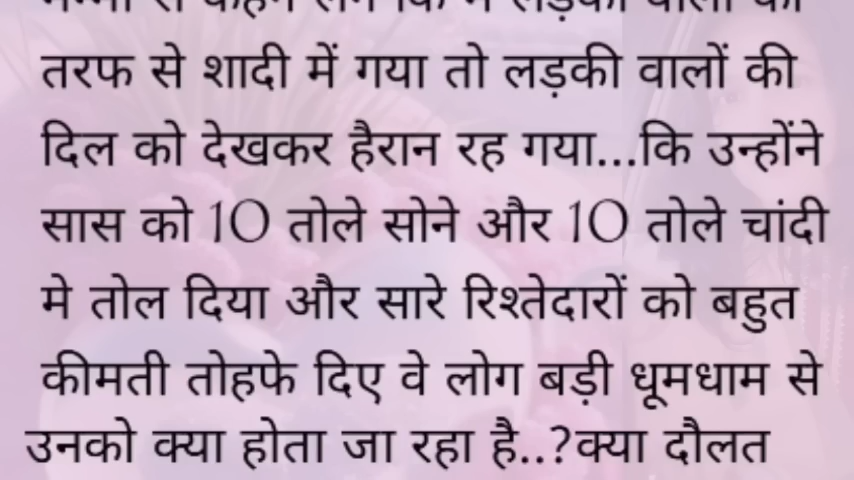 तरफ से शादी में गया तो लड़की वालों की
दिल को देखकर हैरान रह गया...कि उन्होंने
सास को 10 तोले सोने और 10 तोले चांदी
मे तोल दिया और सारे रिश्तेदारों को बहुत
कीमती तोहफे दिए वे लोग बड़ी धूमधाम से
उनको क्या होता जा रहा है..?क्या दौलत